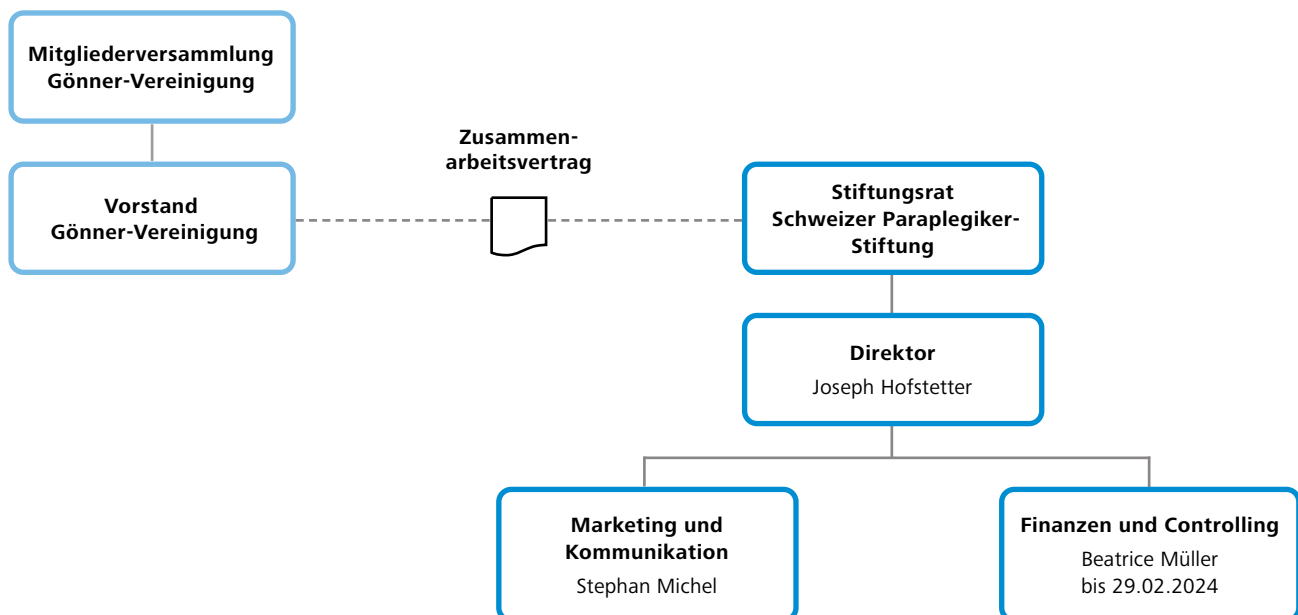 Mitgliederversammlung
Gönner-Vereinigung
Vorstand
Gönner-Vereinigung
Zusammen-
arbeitsvertrag
Stiftungsrat
Schweizer Paraplegiker-
Stiftung
Direktor
Joseph Hofstetter
Marketing und
Kommunikation
Stephan Michel
Finanzen und Controlling
Beatrice Müller
bis 29.02.2024